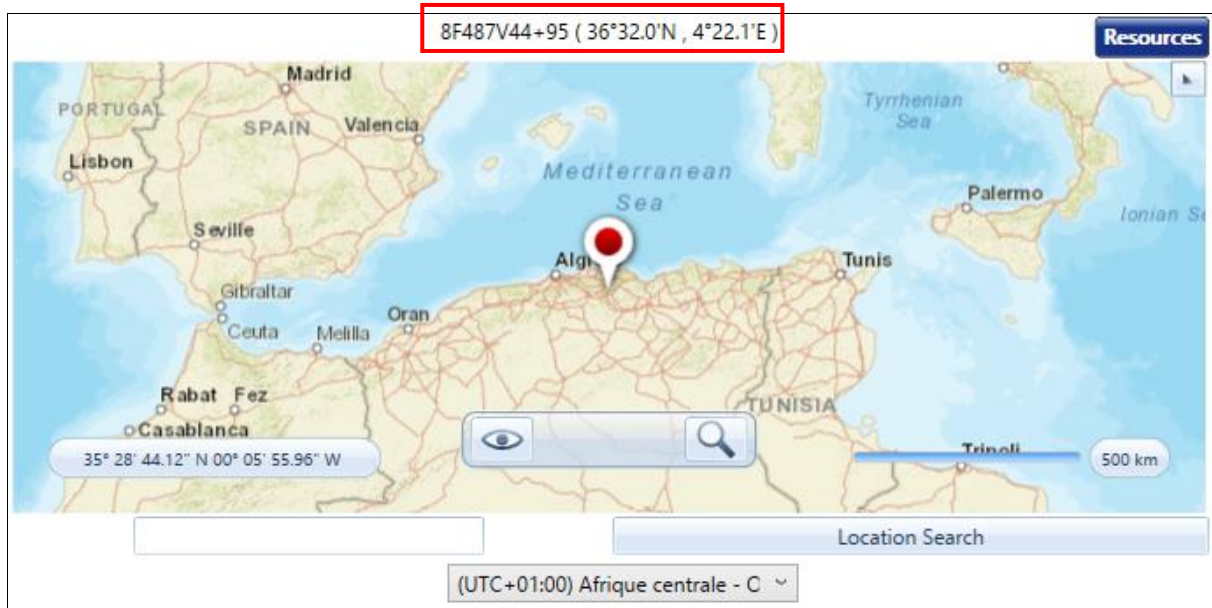 8F487V44+95 ( 36°32.0'N , 4°22.1'E )
Resources
Madrid
PORTUGAL
SPAIN
Valencia
Tyrrhenian
Sea
Lisbon
Mediterranean
Sea
Palermo
Ionian
Seville
Tunis
Gibraltar
Ceuta
Melilla
Oran
Rabat
Fez
TUNISIA
Casablanca
35° 28' 44.12" N 00° 05' 55.96" W
Tripoli
500 km
Location Search
(UTC+01:00) Afrique centrale - O